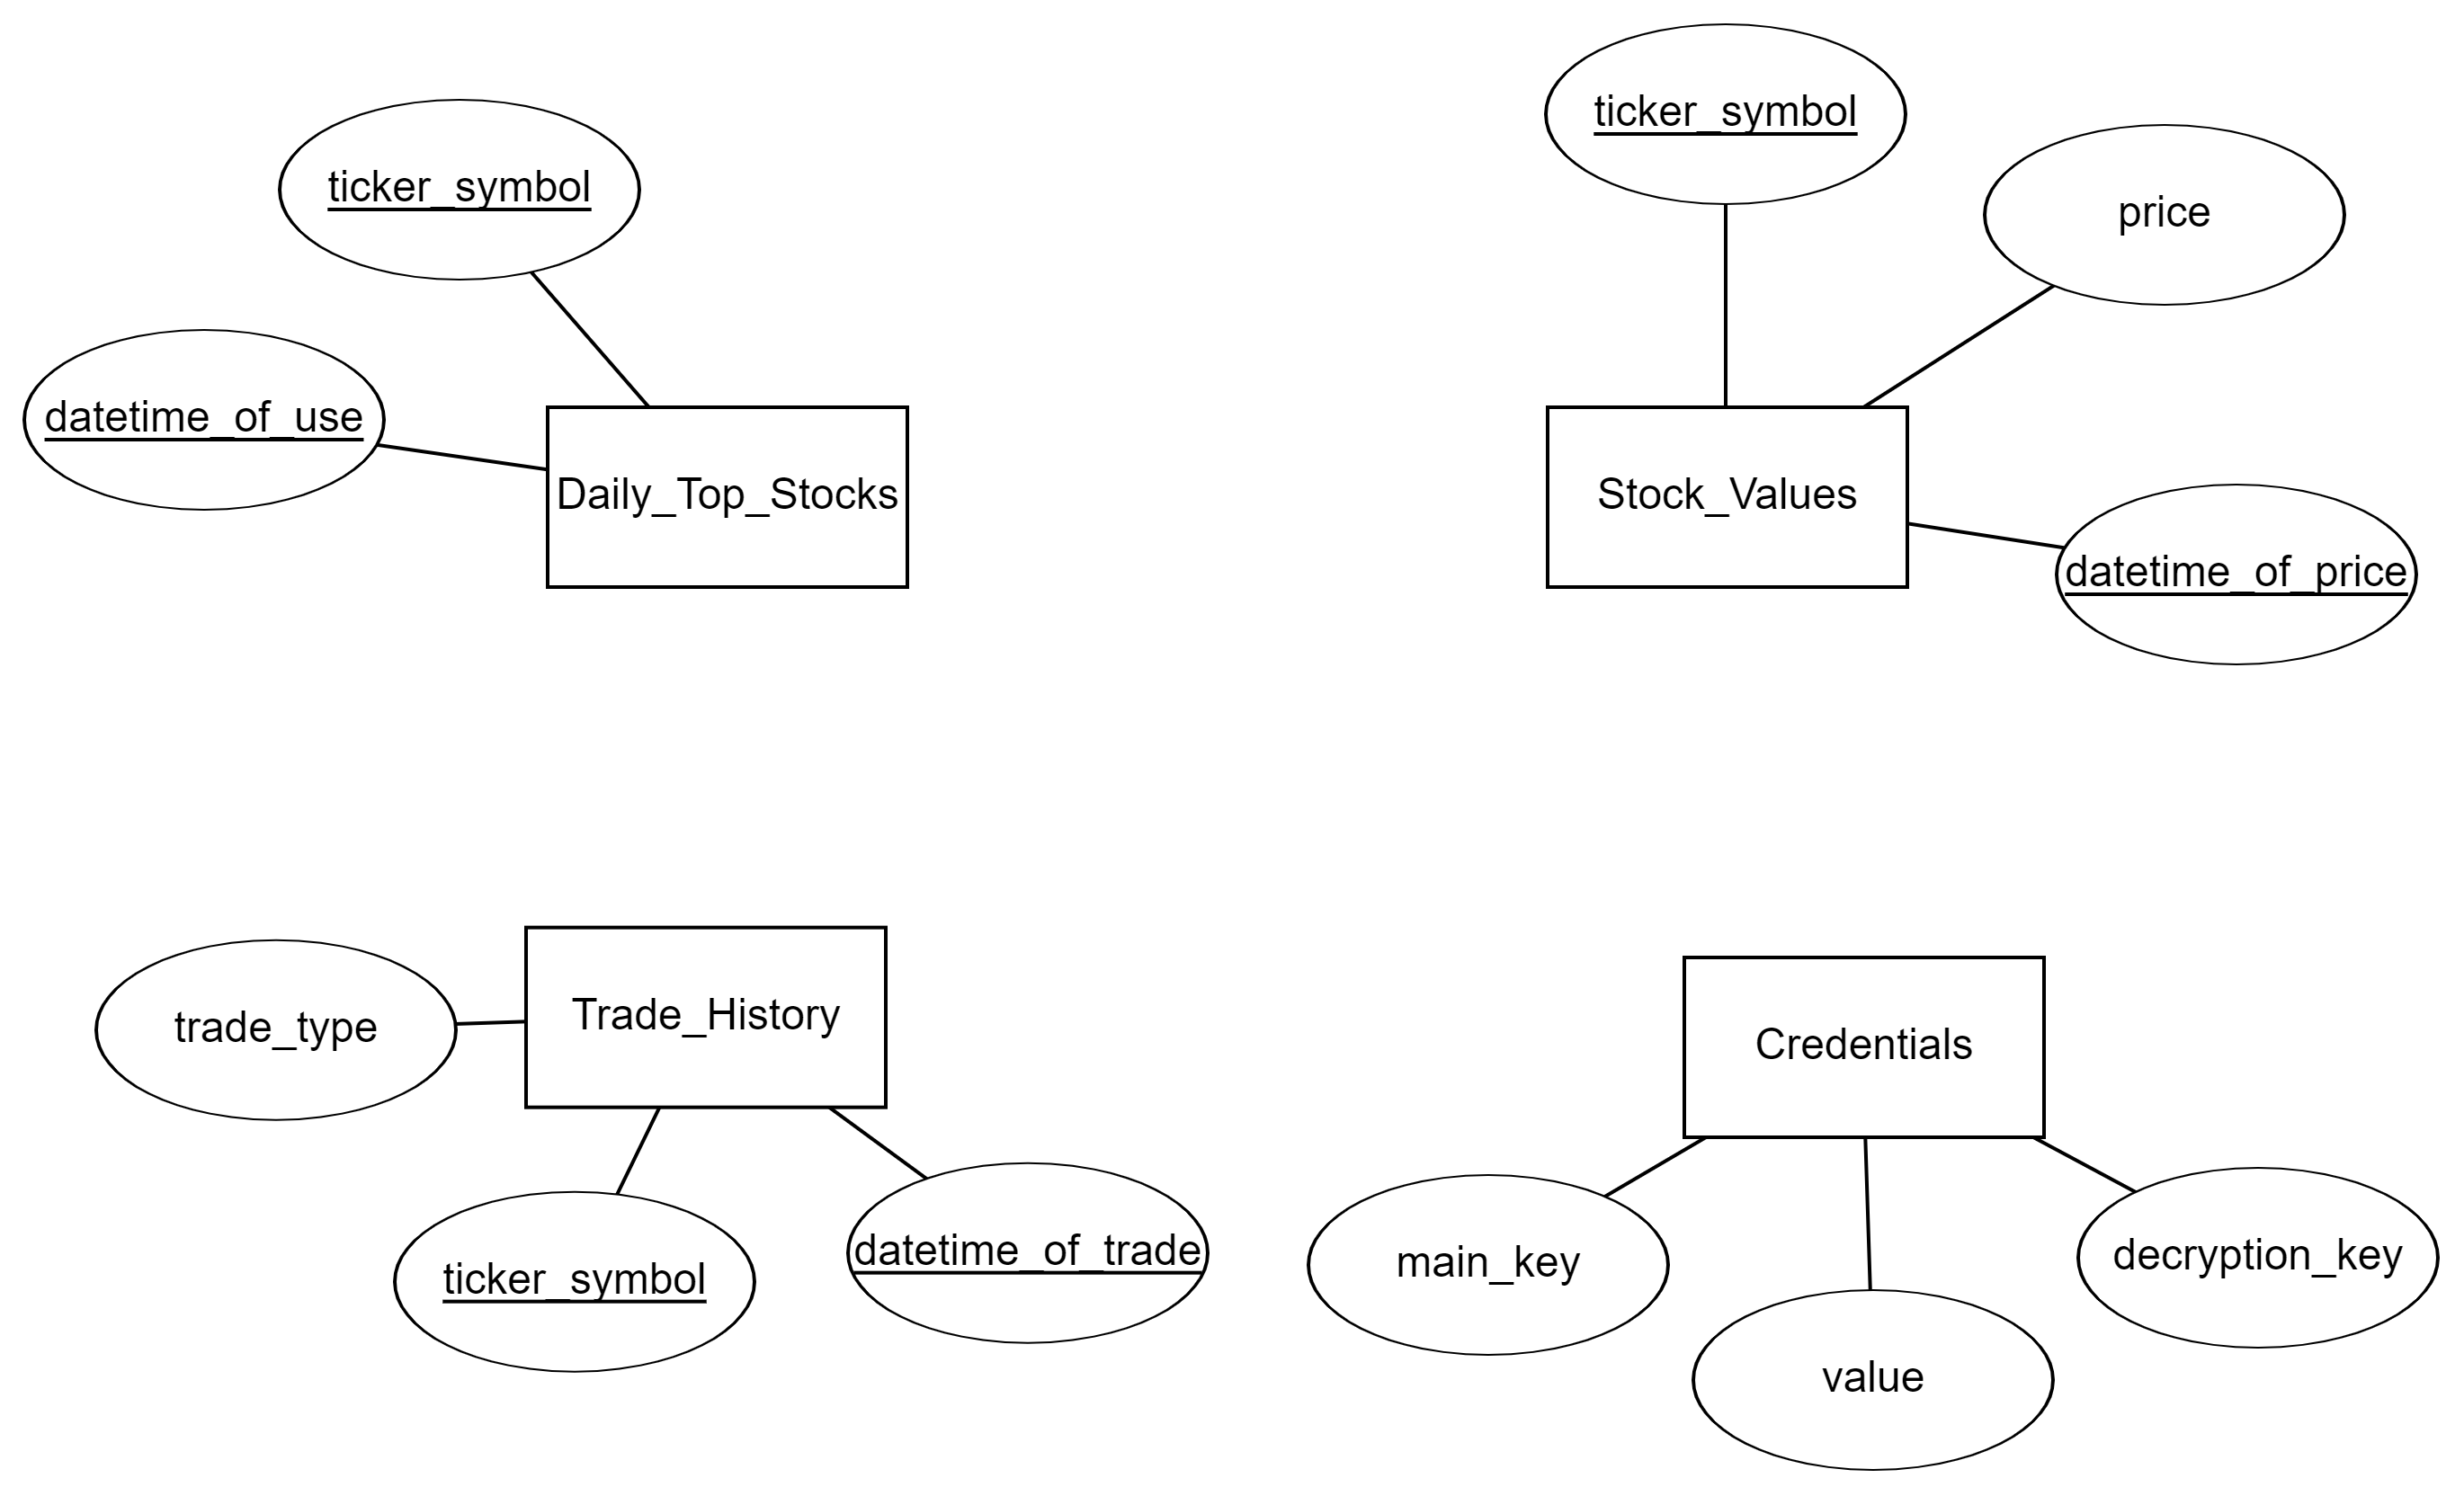 ticker_symbol
datetime_of_use
Daily_Top_Stocks
ticker_symbol
price
Stock_Values
datetime_of_price
Trade_History
trade_type
ticker_symbol
datetime_of_trade
Credentials
main_key
value
decryption_key